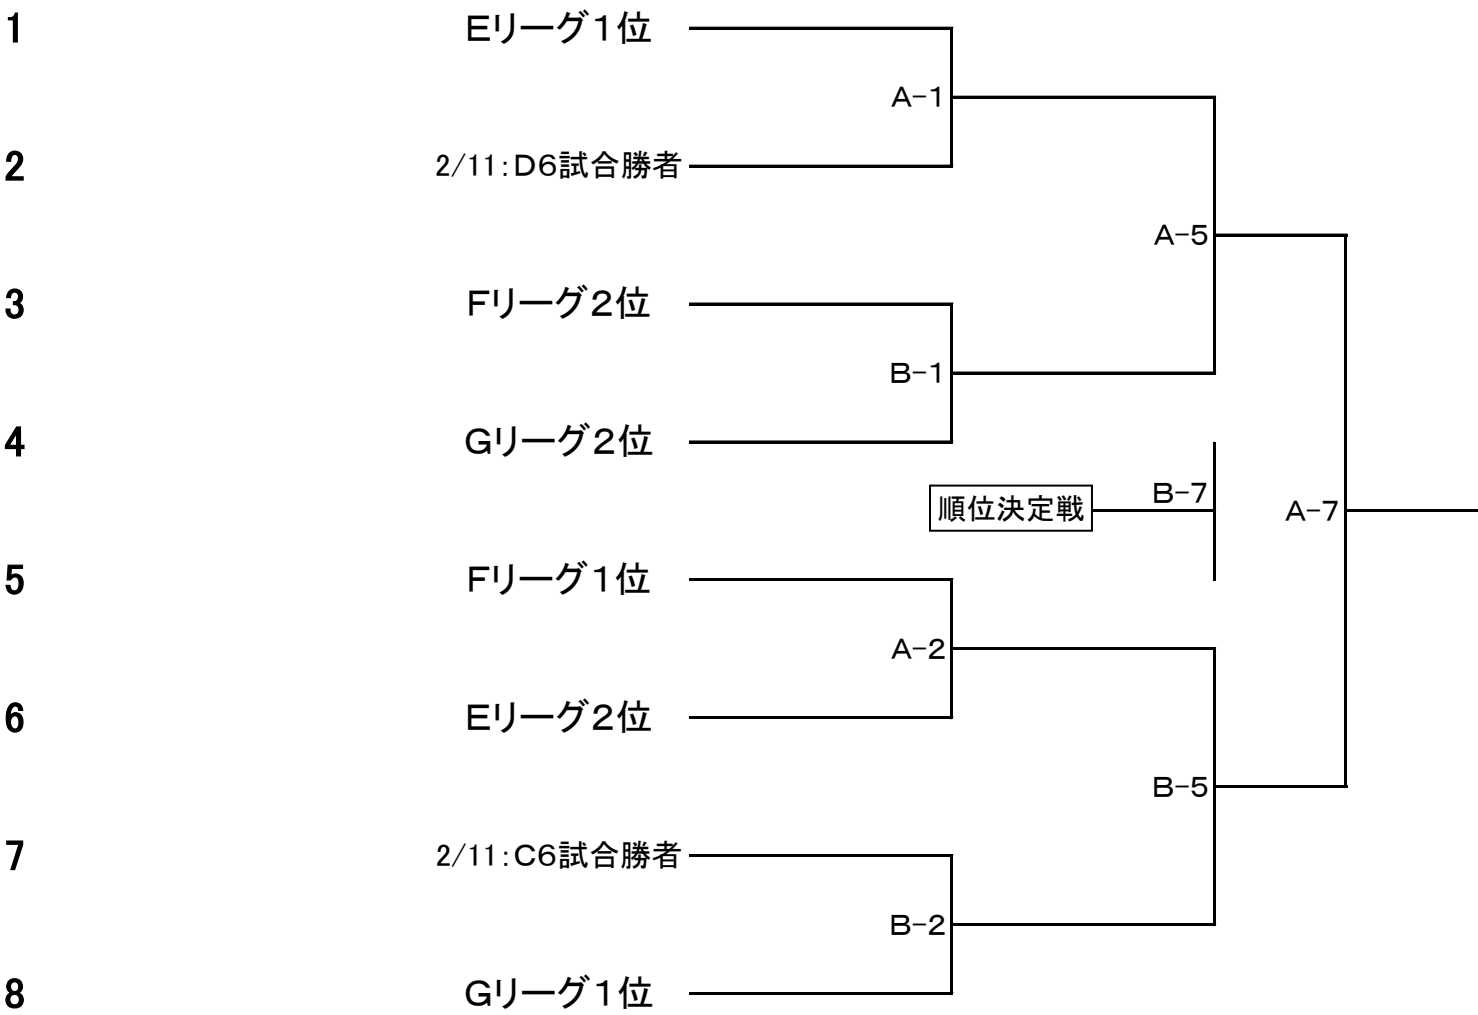 1 Eリーグ1位
A-1
2 2/11:D6試合勝者
A-5
3 Fリーグ2位
B-1
4 Gリーグ2位
順位決定戦 B-7 A-7
5 Fリーグ1位
A-2
6 Eリーグ2位
B-5
7 2/11:C6試合勝者
B-2
8 Gリーグ1位